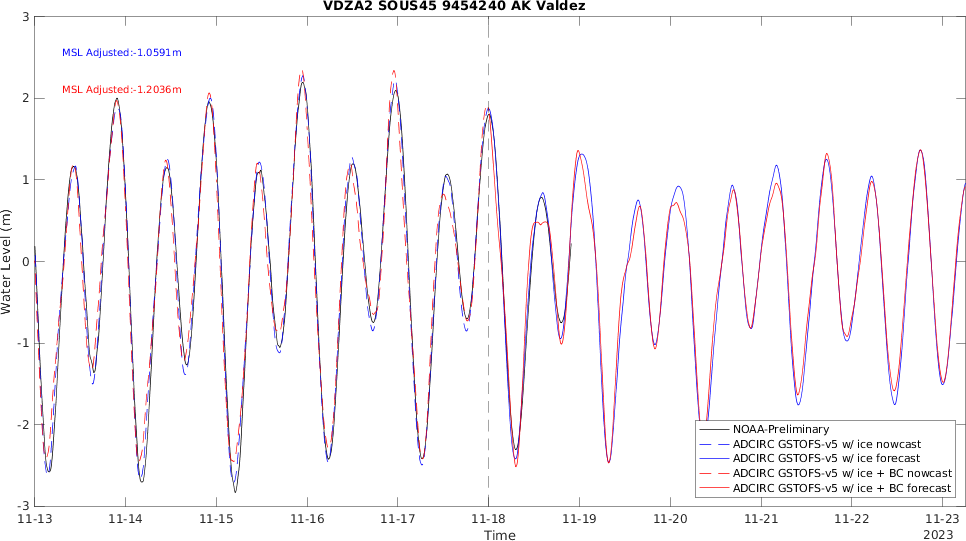 VDZA2 SOUS45 9454240 AK Valdez
MSL Adjusted:-1.0591m
MSL Adjusted:-1.2036m
Water Level (m)
3
2
1
0
-1
-2
-3
11-13
11-14
11-15
11-16
11-17
11-18
11-19
11-20
11-21
11-22
11-23
2023
Time
NOAA-Preliminary
ADCIRC GSTOFS-v5 w/ ice nowcast
ADCIRC GSTOFS-v5 w/ ice forecast
ADCIRC GSTOFS-v5 w/ ice + BC nowcast
ADCIRC GSTOFS-v5 w/ ice + BC forecast